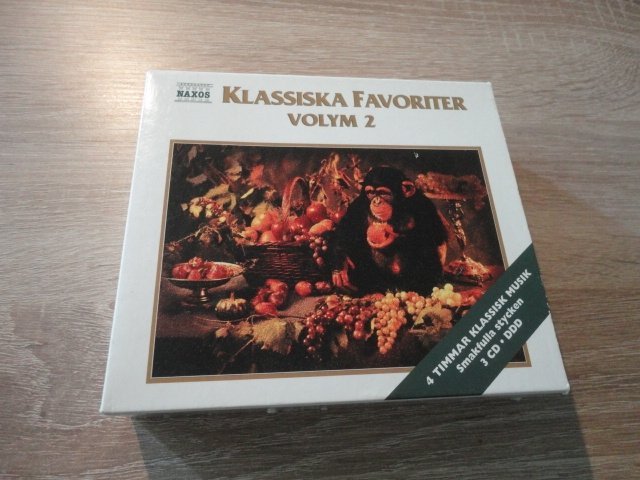 NAXOS
KLASSISKA FAVORITER
VOLYM 2
4 TIMMAR KLASSISK MUSIK
Smakfulla stycken
3 CD • DDD